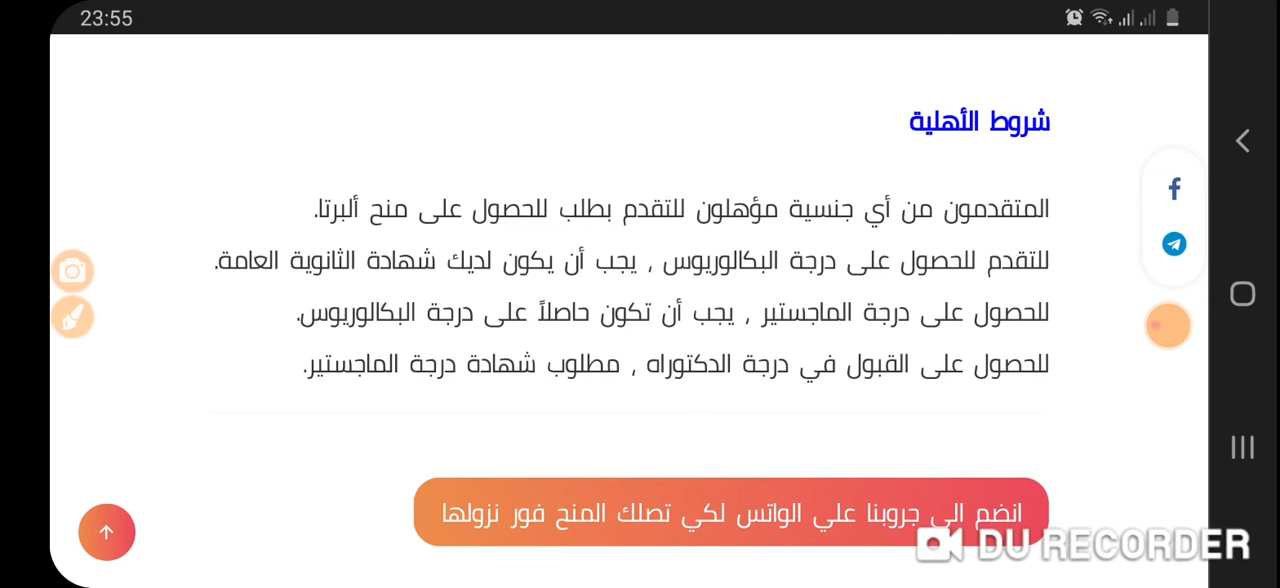 23:55
شروط الأهلية
المتقدمون من أي جنسية مؤهلون للتقدم بطلب للحصول على منح ألبرتا.
للتقدم للحصول على درجة البكالوريوس , يجب أن يكون لديك شهادة الثانوية العامة.
للحصول على درجة الماجستير , يجب أن تكون حاصلاً على درجة البكالوريوس.
للحصول على القبول في درجة الدكتوراه , مطلوب شهادة درجة الماجستير.
انضم الى جروبنا علي الواتس لكي تصلك المنح فور نزولها
DU RECORDER